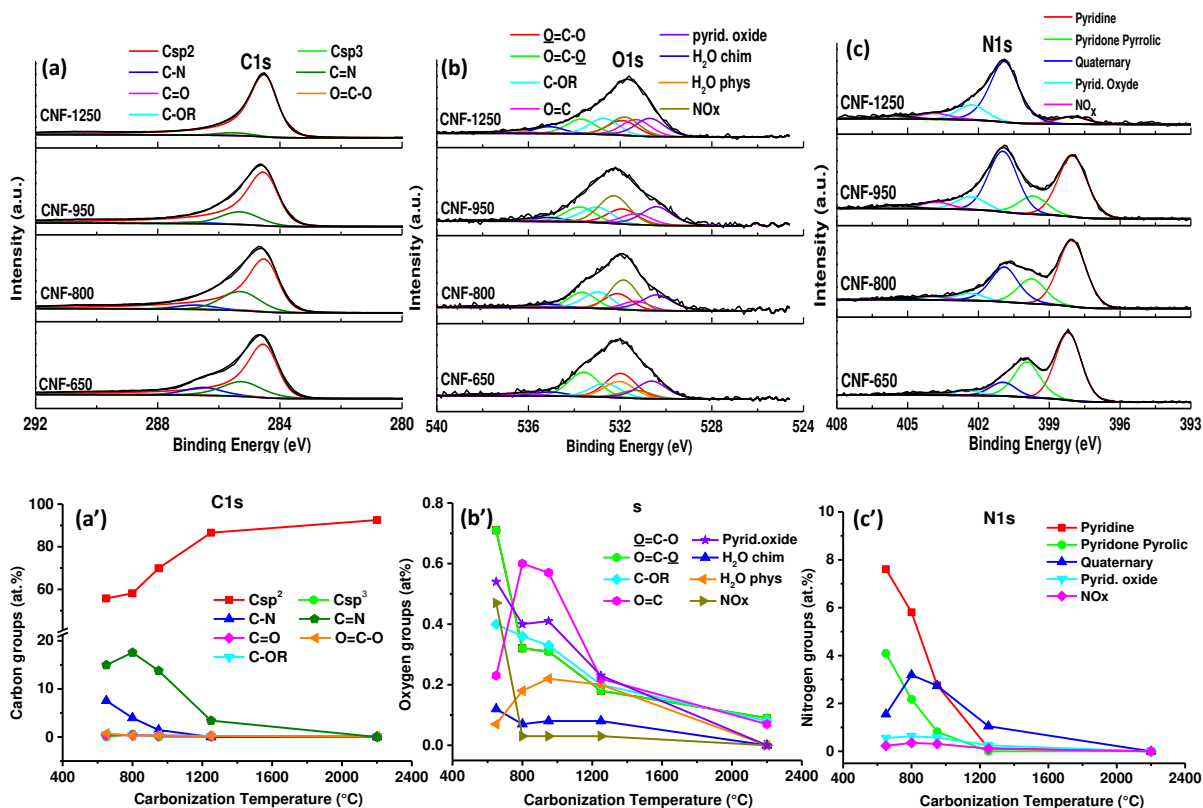 (a)
C1s
Csp2
Csp3
C-N
C=N
C=O
O=C-O
C-OR
CNF-1250
CNF-950
CNF-800
CNF-650
Intensity (a.u.)
292 288 284 280
Binding Energy (eV)
(b)
O1s
O=C-O
pyrid. oxide
O=C-O
H2O chim
C-OR
H2O phys
O=C
NOx
CNF-1250
CNF-950
CNF-800
CNF-650
Intensity (a.u.)
540 536 532 528 524
Binding Energy (eV)
(c)
N1s
Pyridine
Pyridone Pyrrolic
Quaternary
Pyrid. Oxyde
NOx
CNF-1250
CNF-950
CNF-800
CNF-650
Intensity (a.u.)
408 405 402 399 396 393
Binding Energy (eV)
(a')
C1s
100
80
60
20
15
10
5
0
Carbon groups (at.%)
Csp2
Csp3
C-N
C=N
C=O
O=C-O
C-OR
400 800 1200 1600 2000 2400
Carbonization Temperature (°C)
(b')
s
0.8
0.6
0.4
0.2
0.0
Oxygen groups (at%)
O=C-O
Pyrid.oxide
O=C-O
H2O chim
C-OR
H2O phys
O=C
NOx
400 800 1200 1600 2000 2400
Carbonization Temperature (°C)
(c')
N1s
10
8
6
4
2
0
Nitrogen groups (at.%)
Pyridine
Pyridone Pyrolic
Quaternary
Pyrid. oxide
NOx
400 800 1200 1600 2000 2400
Carbonization Temperature (°C)